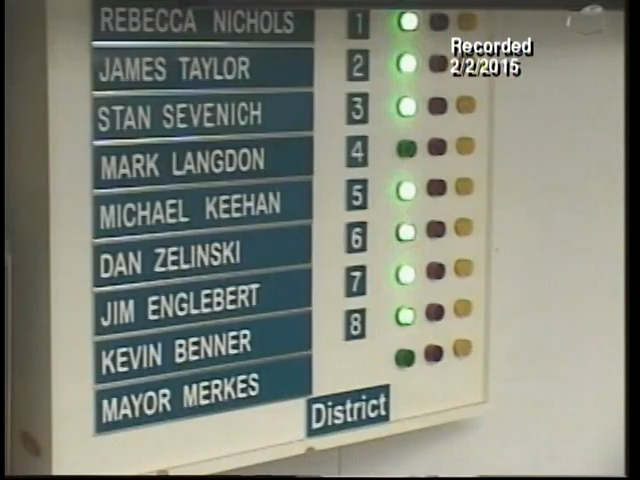 REBECCA NICHOLS 1
Recorded
2/2/2015
JAMES TAYLOR 2
STAN SEVENICH 3
MARK LANGDON 4
MICHAEL KEEHAN 5
DAN ZELINSKI 6
JIM ENGLEBERT 7
KEVIN BENNER 8
MAYOR MERKES
District